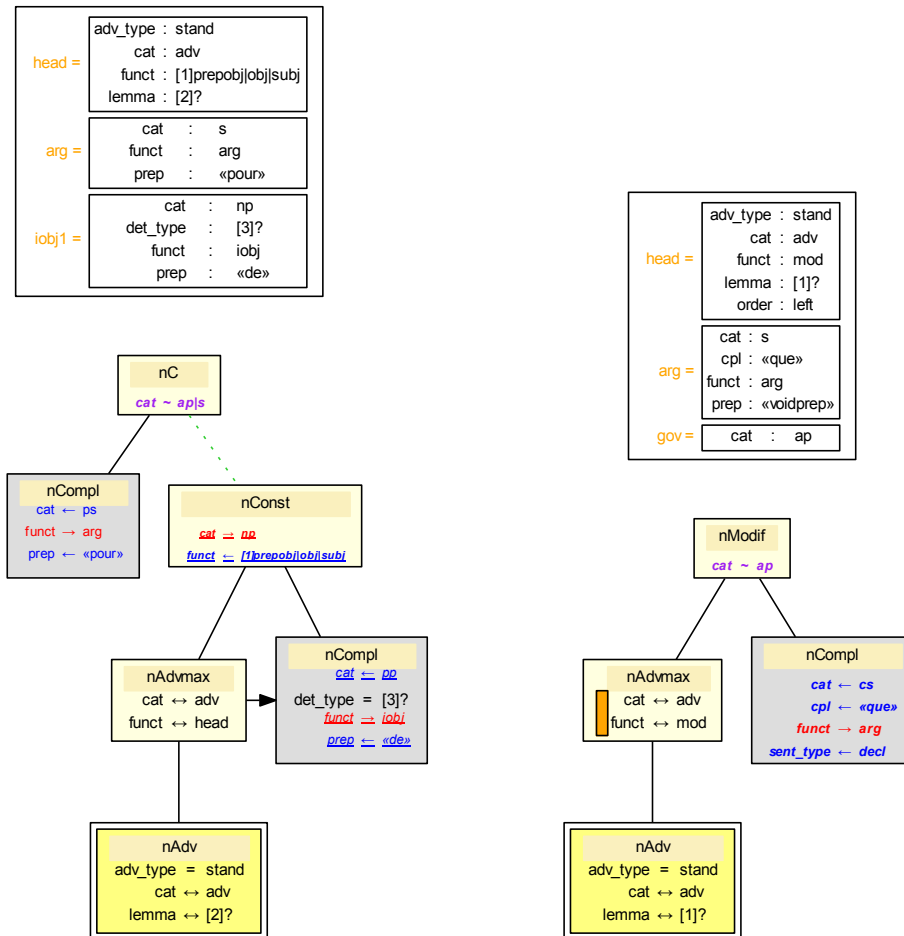 head =
adv_type : stand
cat : adv
funct : [1]prepobj|obj|subj
lemma : [2]?
arg =
cat : s
funct : arg
prep : «pour»
iobj1 =
cat : np
det_type : [3]?
funct : iobj
prep : «de»
nC
cat ~ ap|s
nCompl
cat ← ps
funct → arg
prep ← «pour»
nConst
cat → np
funct ← [1]prepobj|obj|subj
nAdvmax
cat ↔ adv
funct ↔ head
nCompl
cat ← pp
det_type = [3]?
funct → iobj
prep ← «de»
nAdv
adv_type = stand
cat ↔ adv
lemma ↔ [2]?
head =
adv_type : stand
cat : adv
funct : mod
lemma : [1]?
order : left
arg =
cat : s
cpl : «que»
funct : arg
prep : «voidprep»
gov =
cat : ap
nModif
cat ~ ap
nAdvmax
cat ↔ adv
funct ↔ mod
nCompl
cat ← cs
cpl ← «que»
funct → arg
sent_type ← decl
nAdv
adv_type = stand
cat ↔ adv
lemma ↔ [1]?